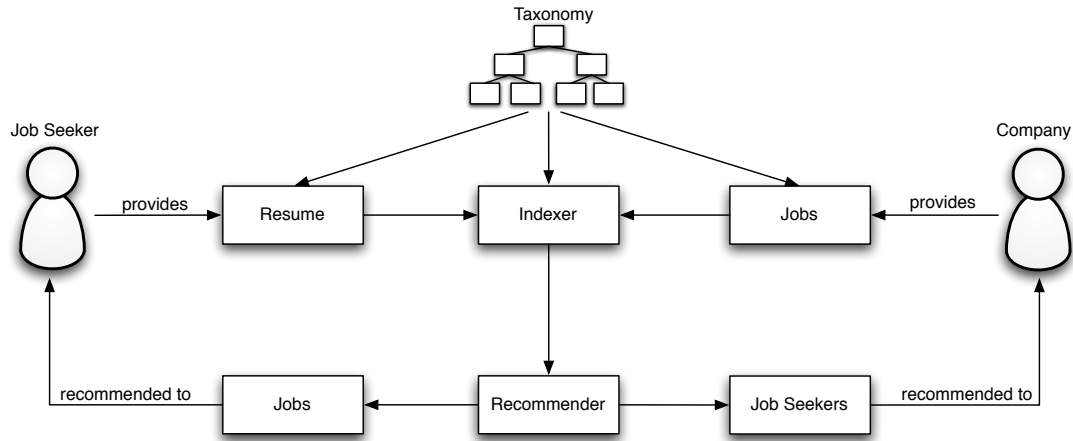 Taxonomy
Job Seeker
Company
provides
Resume
Indexer
Jobs
provides
recommended to
Jobs
Recommender
Job Seekers
recommended to